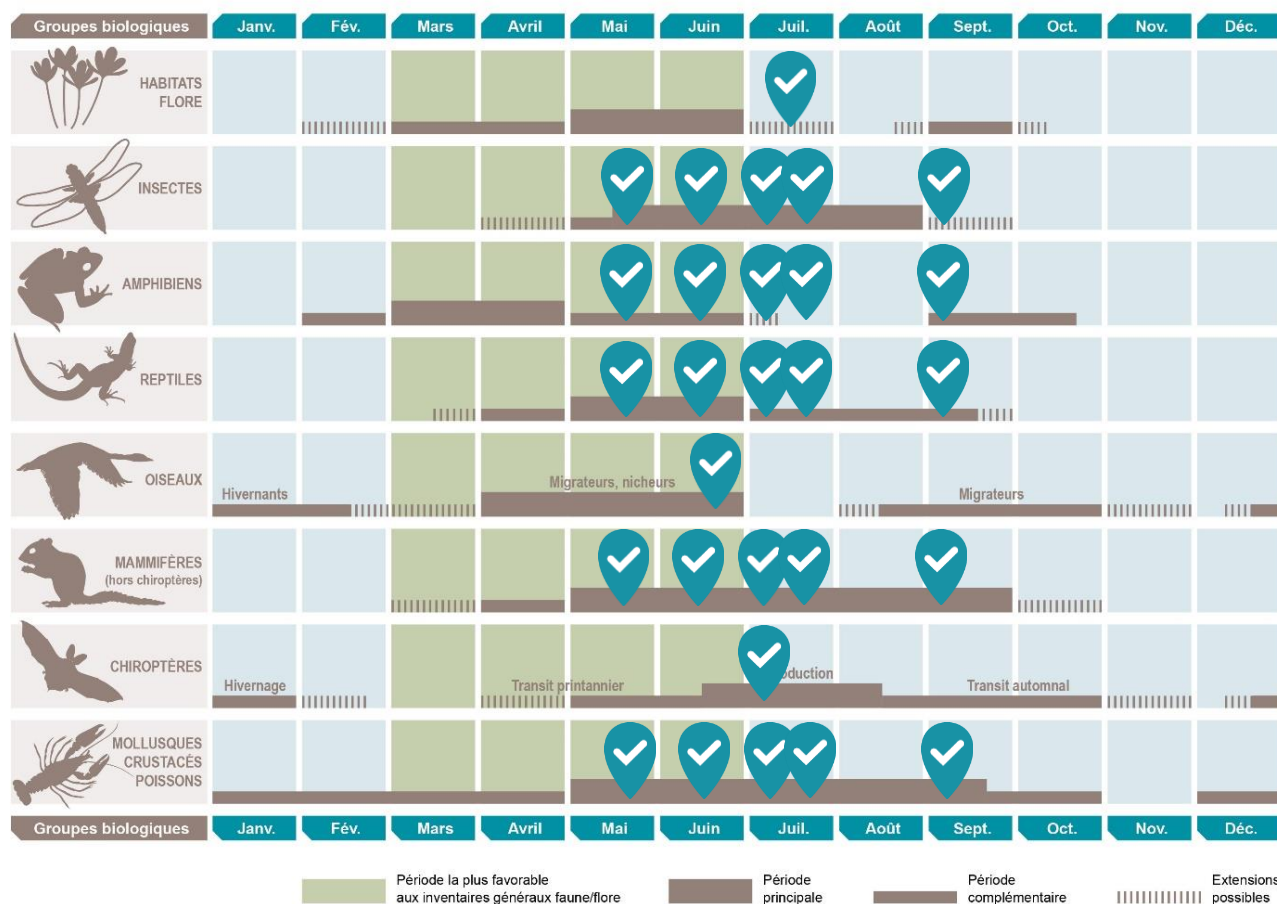 Groupes biologiques Janv. Fév. Mars Avril Mai Juin Juil. Août Sept. Oct. Nov. Déc.
HABITATS
FLORE
INSECTES
AMPHIBIENS
REPTILES
OISEAUX
Hivernants
Migrateurs, nicheurs
Migrateurs
MAMMIFÈRES
(hors chiroptères)
CHIROPTÈRES
Hivernage
Transit printannier
oduction
Transit automnal
MOLLUSQUES
CRUSTACÉS
POISSONS
Groupes biologiques Janv. Fév. Mars Avril Mai Juin Juil. Août Sept. Oct. Nov. Déc.
Période la plus favorable
aux inventaires généraux faune/flore
Période
principale
Période
complémentaire
Extensions
possibles